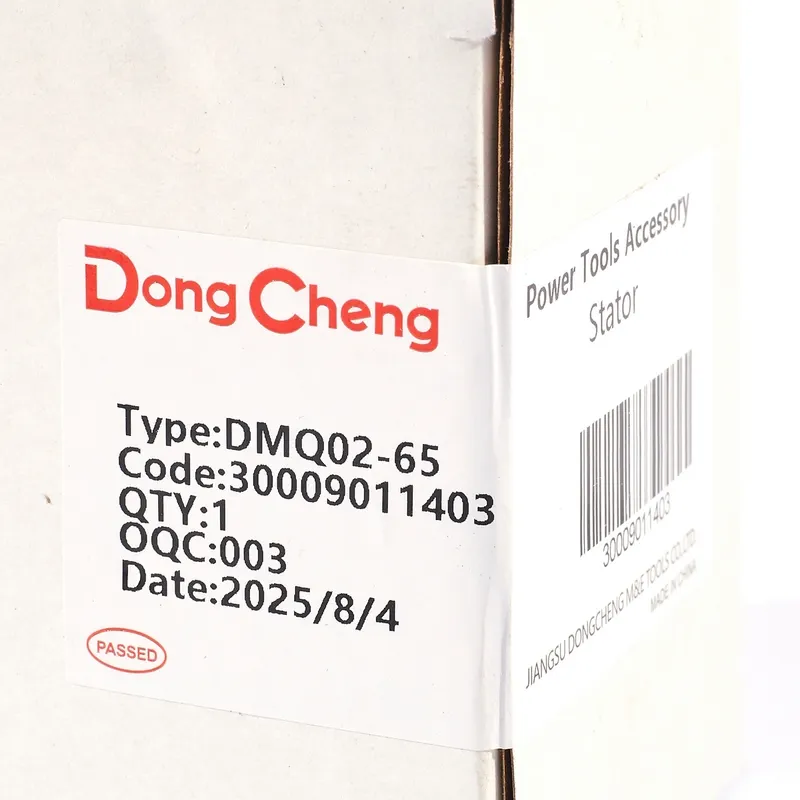 Dong Cheng
Type:DMQ02-65
Code:30009011403
QTY:1
OQC:003
Date:2025/8/4
PASSED
Power Tools Accessory
Stator
30009011403
JIANGSU DONGCHENG M&E TOOLS CO.,LTD.
MADE IN CHINA